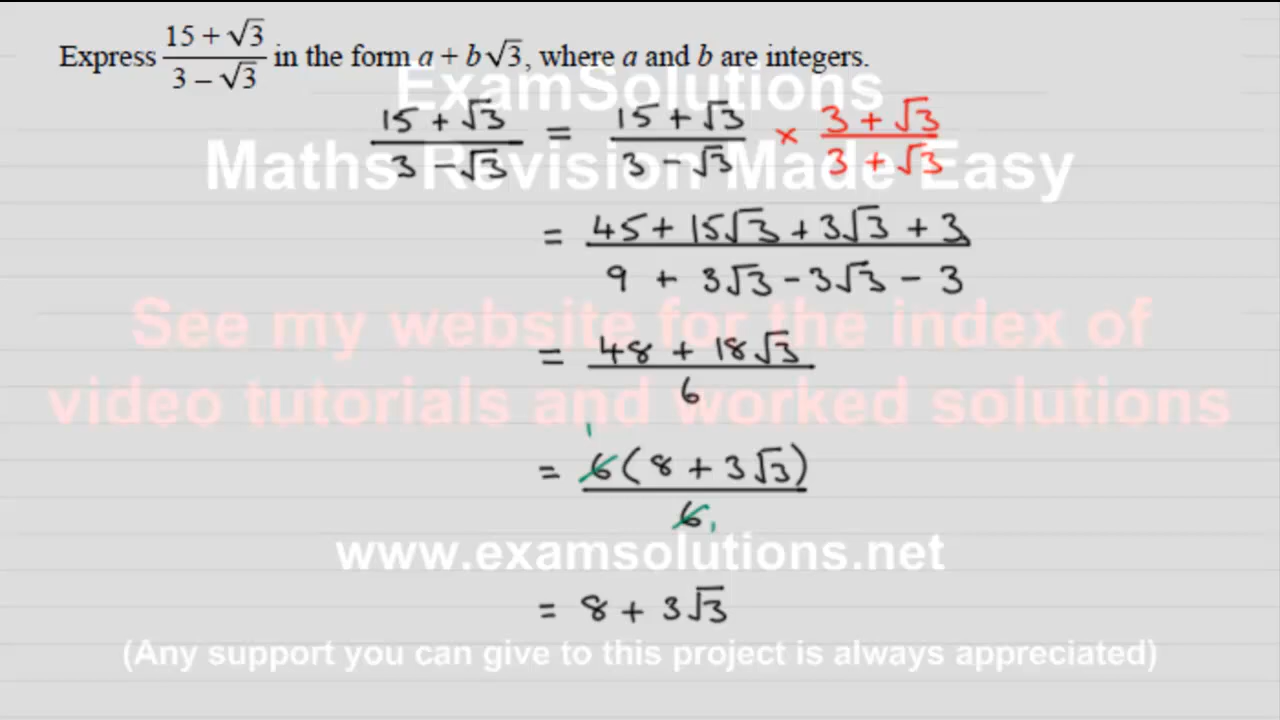 Express (15 + √3)/(3 – √3) in the form a + b√3, where a and b are integers.
ExamSolutions
(15 + √3)/(3 – √3) = (15 + √3)/(3 – √3) × (3 + √3)/(3 + √3)
Maths Revision Made Easy
= (45 + 15√3 + 3√3 + 3)/(9 + 3√3 – 3√3 – 3)
See my website for the index of
= (48 + 18√3)/6
video tutorials and worked solutions
= 1 6(8 + 3√3)/6 1
www.examsolutions.net
= 8 + 3√3
(Any support you can give to this project is always appreciated)